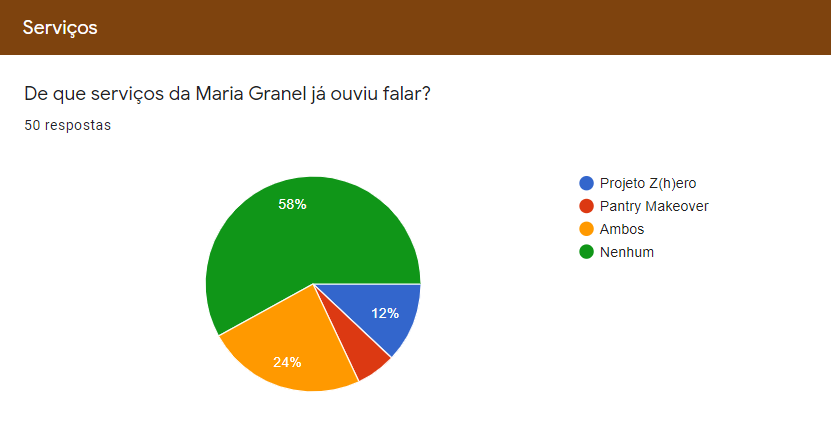 Serviços
De que serviços da Maria Granel já ouviu falar?
50 respostas
58%
12%
24%
Projeto Z(h)ero
Pantry Makeover
Ambos
Nenhum